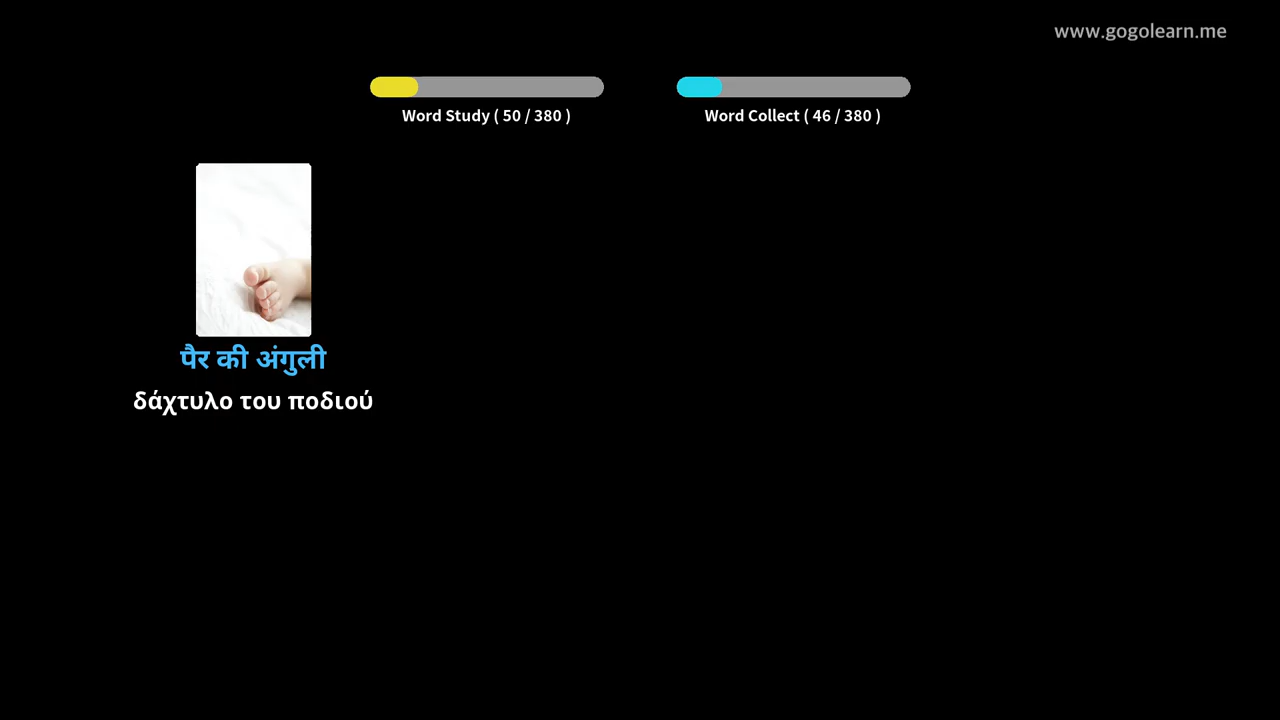 www.gogolearn.me
Word Study ( 50 / 380 )
Word Collect ( 46 / 380 )
पैर की अंगुली
δάχτυλο του ποδιού